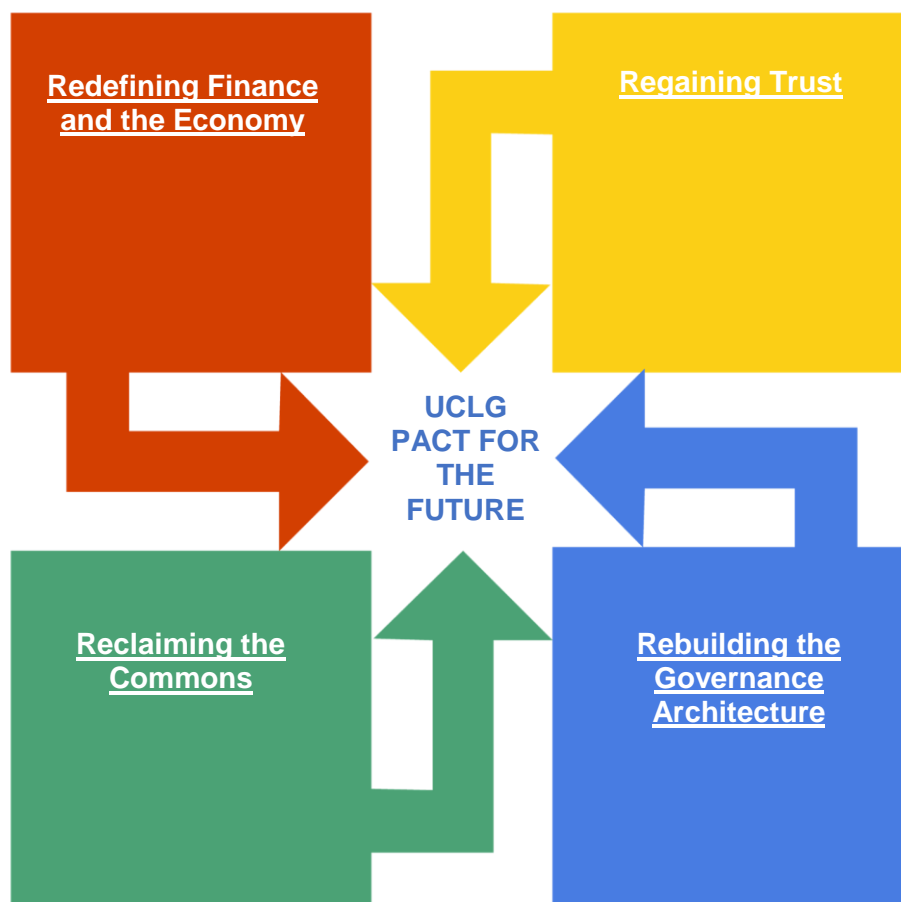 Redefining Finance
and the Economy
Regaining Trust
UCLG
PACT FOR
THE
FUTURE
Reclaiming the
Commons
Rebuilding the
Governance
Architecture